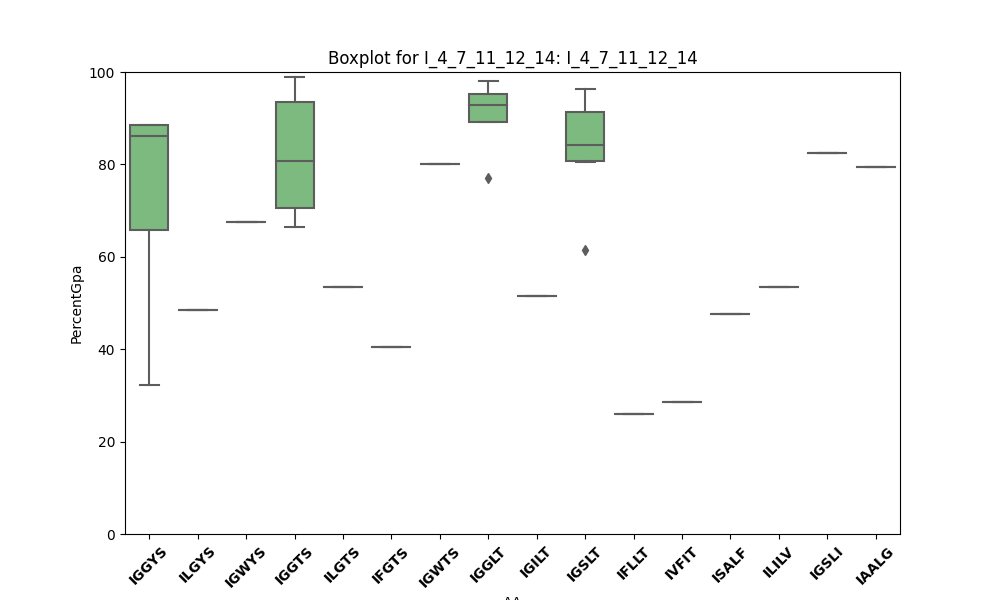 Boxplot for I_4_7_11_12_14: I_4_7_11_12_14
100
80
60
40
20
0
PercentGpa
IGGYS
ILGYS
IGWYS
IGGTS
ILGTS
IFGTS
IGWTS
IGGLT
IGILT
IGSLT
IFLLT
IVFIT
ISALF
ILILV
IGSLI
IAALG